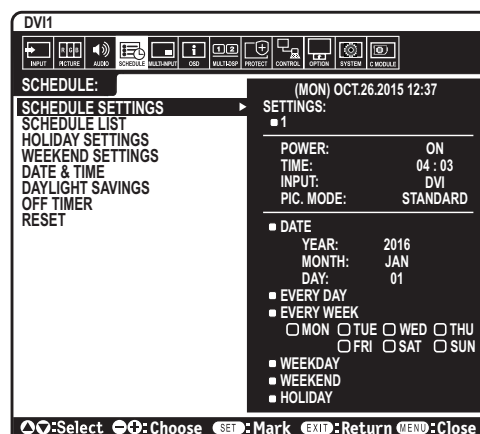 DVI1
INPUT PICTURE AUDIO SCHEDULE MULTI-INPUT OSD MULTI-DSP PROTECT CONTROL OPTION SYSTEM C.MODULE
SCHEDULE:
SCHEDULE SETTINGS
SCHEDULE LIST
HOLIDAY SETTINGS
WEEKEND SETTINGS
DATE & TIME
DAYLIGHT SAVINGS
OFF TIMER
RESET
(MON) OCT.26.2015 12:37
SETTINGS:
1
POWER: ON
TIME: 04 : 03
INPUT: DVI
PIC. MODE: STANDARD
DATE
YEAR: 2016
MONTH: JAN
DAY: 01
EVERY DAY
EVERY WEEK
MON TUE WED THU
FRI SAT SUN
WEEKDAY
WEEKEND
HOLIDAY
:Select :Choose SET:Mark EXIT:Return MENU:Close